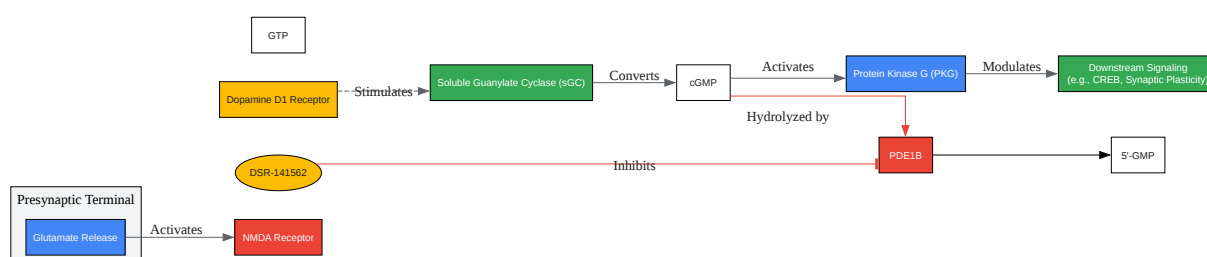 GTP
Dopamine D1 Receptor
Stimulates
Soluble Guanylate Cyclase (sGC)
Converts
cGMP
Activates
Protein Kinase G (PKG)
Modulates
Downstream Signaling
(e.g., CREB, Synaptic Plasticity)
Hydrolyzed by
DSR-141562
Inhibits
PDE1B
5'-GMP
Presynaptic Terminal
Glutamate Release
Activates
NMDA Receptor